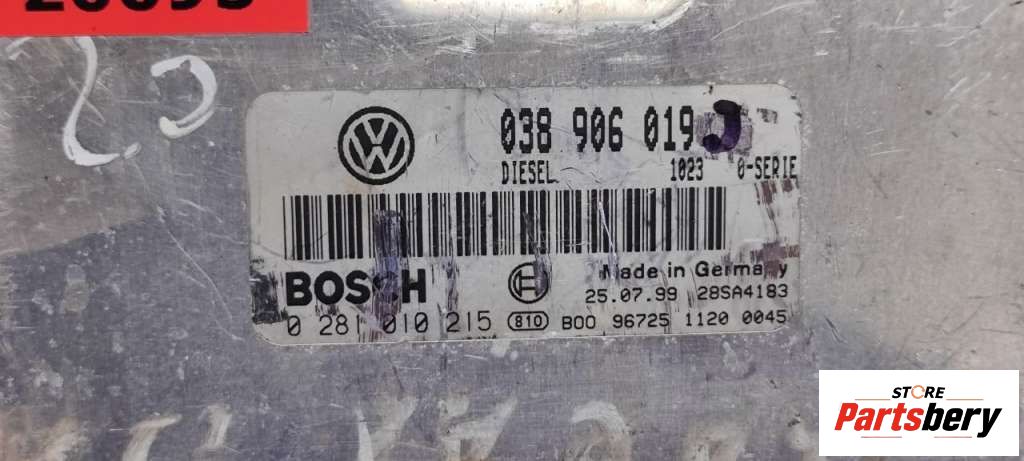 038 906 019 J
DIESEL 1023 0-SERIE
BOSCH
Made in Germany
25.07.99 28SA4183
0 281 010 215 810 B00 96725 1120 0045
STORE
Partsbery